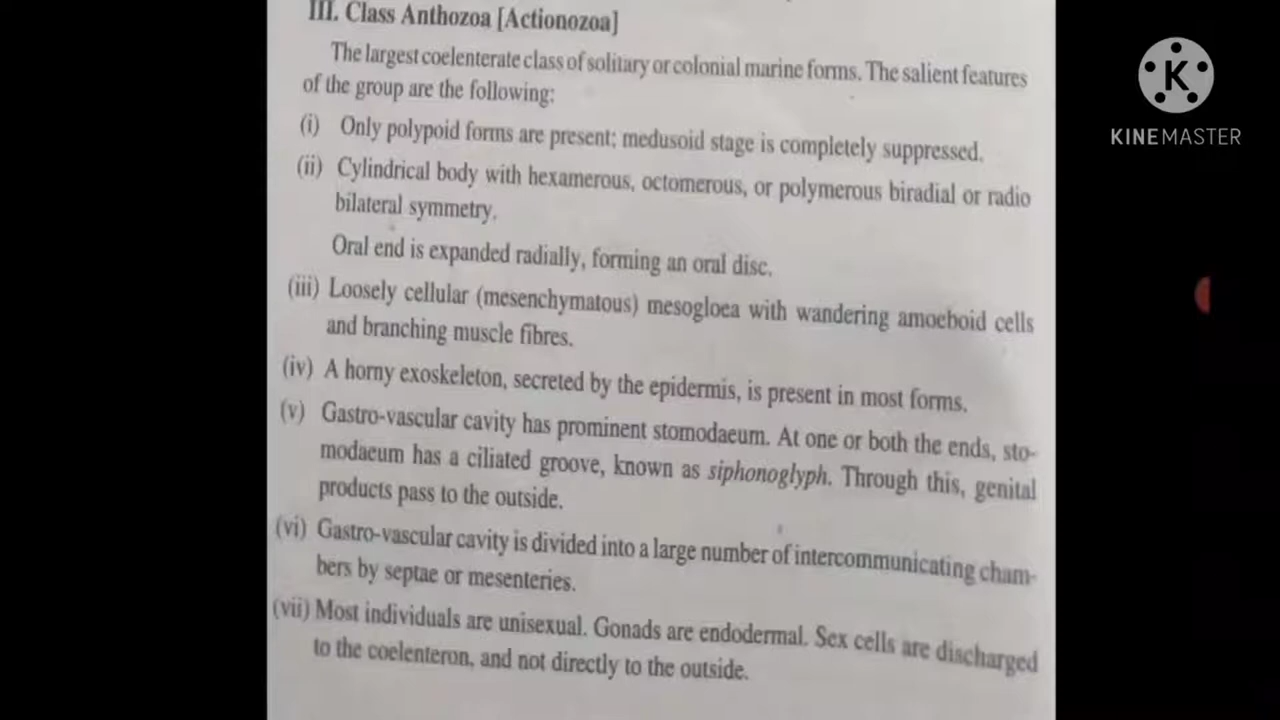 III. Class Anthozoa [Actionozoa]
The largest coelenterate class of solitary or colonial marine forms. The salient features
of the group are the following:
(i) Only polypoid forms are present; medusoid stage is completely suppressed.
(ii) Cylindrical body with hexamerous, octomerous, or polymerous biradial or radio
bilateral symmetry.
Oral end is expanded radially, forming an oral disc.
(iii) Loosely cellular (mesenchymatous) mesogloea with wandering amoeboid cells
and branching muscle fibres.
(iv) A horny exoskeleton, secreted by the epidermis, is present in most forms.
(v) Gastro-vascular cavity has prominent stomodaeum. At one or both the ends, sto-
modaeum has a ciliated groove, known as siphonoglyph. Through this, genital
products pass to the outside.
(vi) Gastro-vascular cavity is divided into a large number of intercommunicating cham-
bers by septae or mesenteries.
(vii) Most individuals are unisexual. Gonads are endodermal. Sex cells are discharged
to the coelenteron, and not directly to the outside.
K
KINEMASTER